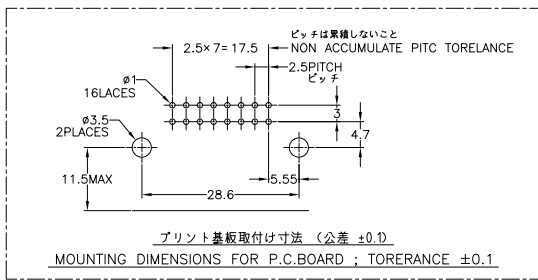 ピッチは累積しないこと
2.5×7=17.5
NON ACCUMULATE PITC TORELANCE
2.5PITCH
ピッチ
ø1
16LACES
3
ø3.5
2PLACES
4.7
11.5MAX
5.55
28.6
プリント基板取付け寸法 (公差 ±0.1)
MOUNTING DIMENSIONS FOR P.C.BOARD ; TORERANCE ±0.1